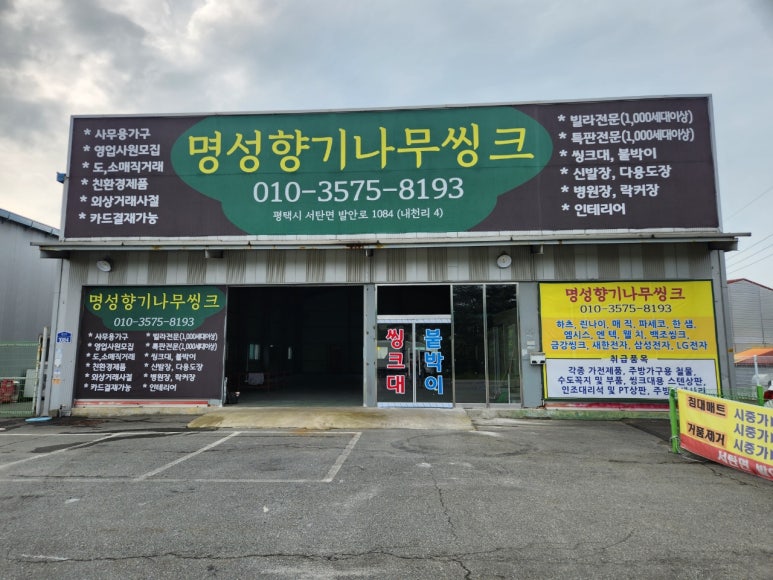 * 사무용가구
* 영업사원모집
* 도,소매직거래
* 친환경제품
* 외상거래사절
* 카드결재가능
명성향기나무씽크
010-3575-8193
평택시 서탄면 발안로 1084 (내천리 4)
* 빌라전문(1,000세대이상)
* 특판전문(1,000세대이상)
* 씽크대, 붙박이
* 신발장, 다용도장
* 병원장, 락커장
* 인테리어
1084
명성향기나무씽크
010-3575-8193
* 사무용가구
* 영업사원모집
* 도,소매직거래
* 친환경제품
* 외상거래사절
* 카드결재가능
* 빌라전문(1,000세대이상)
* 특판전문(1,000세대이상)
* 씽크대, 붙박이
* 신발장, 다용도장
* 병원장, 락커장
* 인테리어
씽크대
붙박이
명성향기나무씽크
010-3575-8193
하츠, 린나이, 매 직, 파세코, 한 샘,
엠시스, 엔 텍, 웰 치, 백조씽크,
금강씽크, 새한전자, 삼성전자, LG전자
취급품목
각종 가전제품, 주방가구용 철물,
수도꼭지 및 부품, 씽크대용 스텐상판,
인조대리석 및 PT상판,
침대매트
거품제거
시중가
시중가
시중가
서탄면